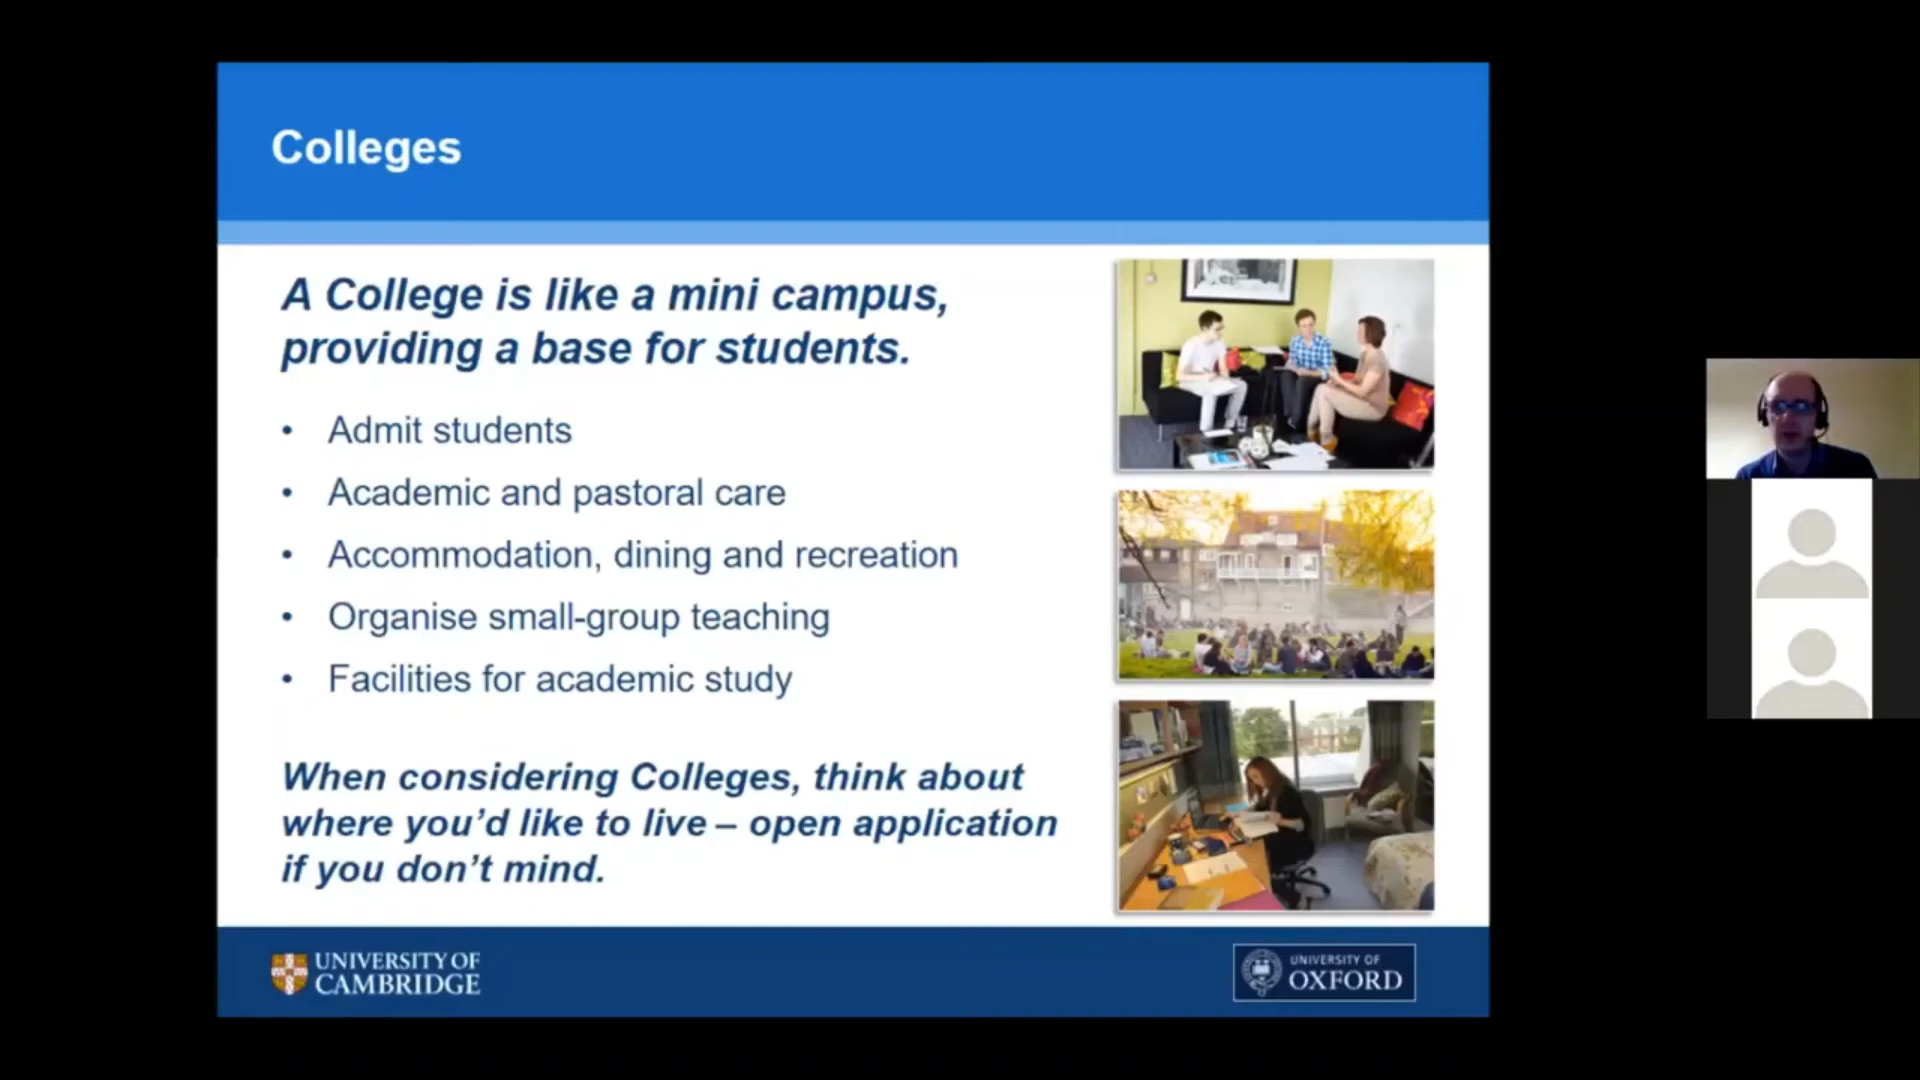 Colleges
A College is like a mini campus,
providing a base for students.
• Admit students
• Academic and pastoral care
• Accommodation, dining and recreation
• Organise small-group teaching
• Facilities for academic study
When considering Colleges, think about
where you’d like to live – open application
if you don’t mind.
UNIVERSITY OF
CAMBRIDGE
UNIVERSITY OF
OXFORD